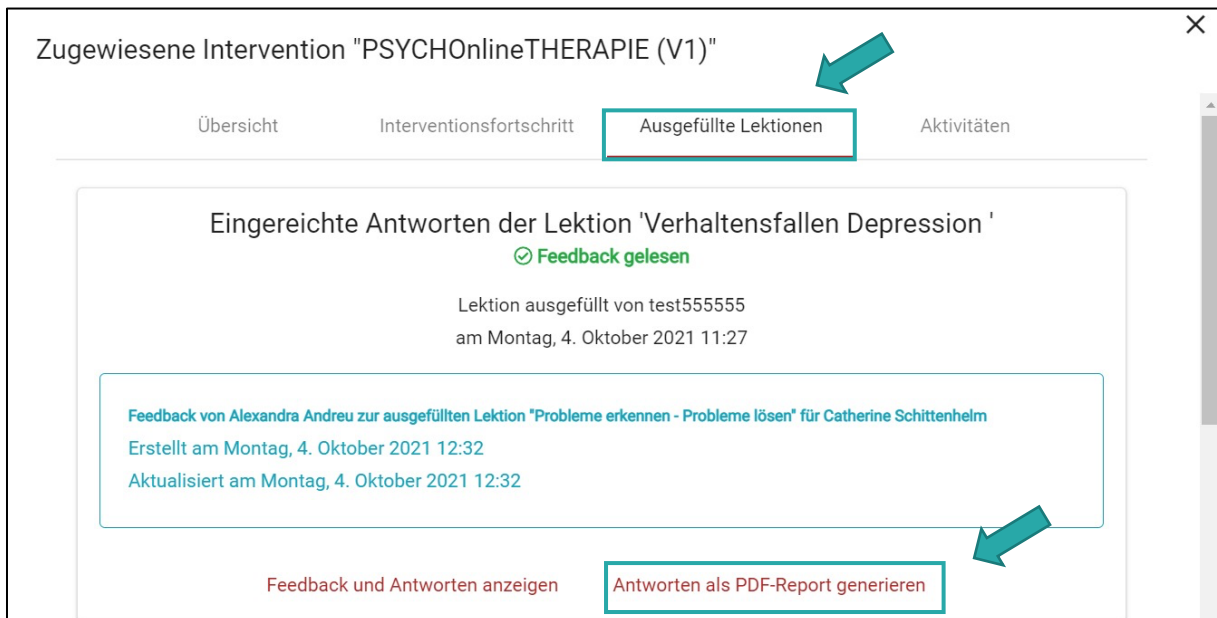 Zugewiesene Intervention "PSYCHOnlineTHERAPIE (V1)"
Übersicht Interventionsfortschritt Ausgefüllte Lektionen Aktivitäten
Eingereichte Antworten der Lektion 'Verhaltensfallen Depression '
Feedback gelesen
Lektion ausgefüllt von test555555
am Montag, 4. Oktober 2021 11:27
Feedback von Alexandra Andreu zur ausgefüllten Lektion "Probleme erkennen - Probleme lösen" für Catherine Schittenhelm
Erstellt am Montag, 4. Oktober 2021 12:32
Aktualisiert am Montag, 4. Oktober 2021 12:32
Feedback und Antworten anzeigen Antworten als PDF-Report generieren